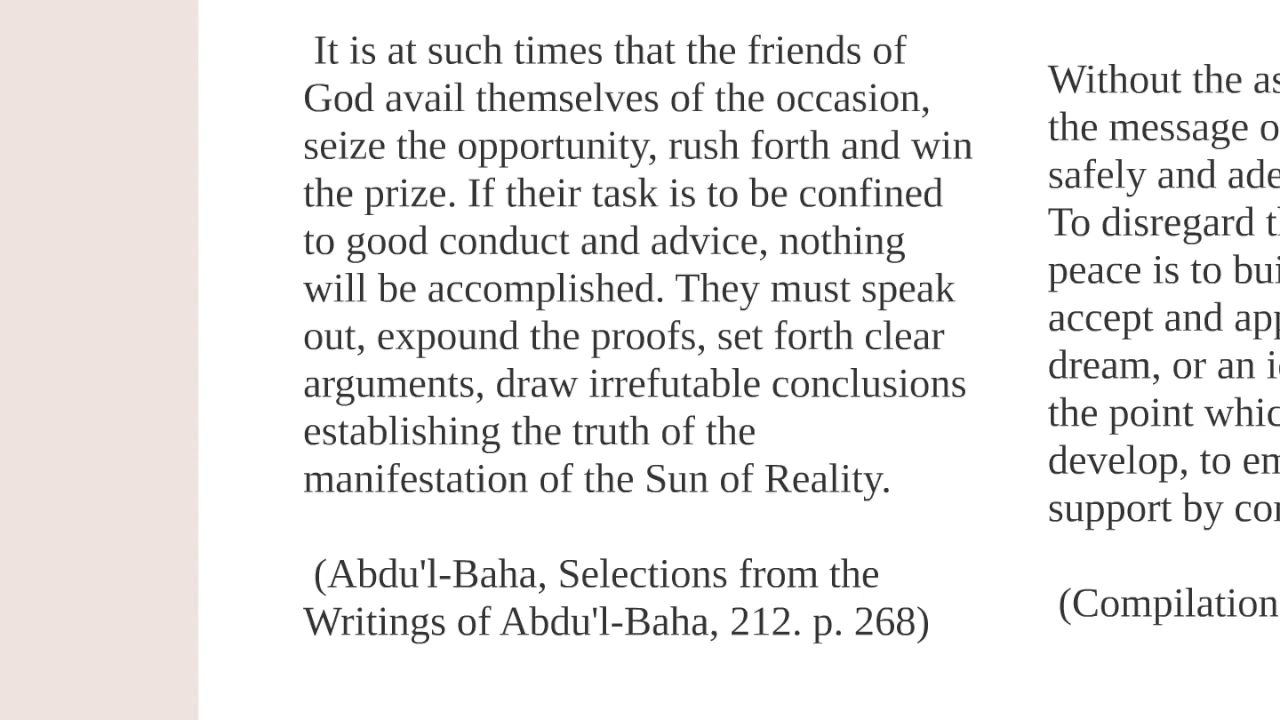 It is at such times that the friends of
God avail themselves of the occasion,
seize the opportunity, rush forth and win
the prize. If their task is to be confined
to good conduct and advice, nothing
will be accomplished. They must speak
out, expound the proofs, set forth clear
arguments, draw irrefutable conclusions
establishing the truth of the
manifestation of the Sun of Reality.
(Abdu'l-Baha, Selections from the
Writings of Abdu'l-Baha, 212. p. 268)
Without the
the message
safely and
To disregard
peace is to
accept and
dream, or an
the point
develop, to
support by
(Compilation